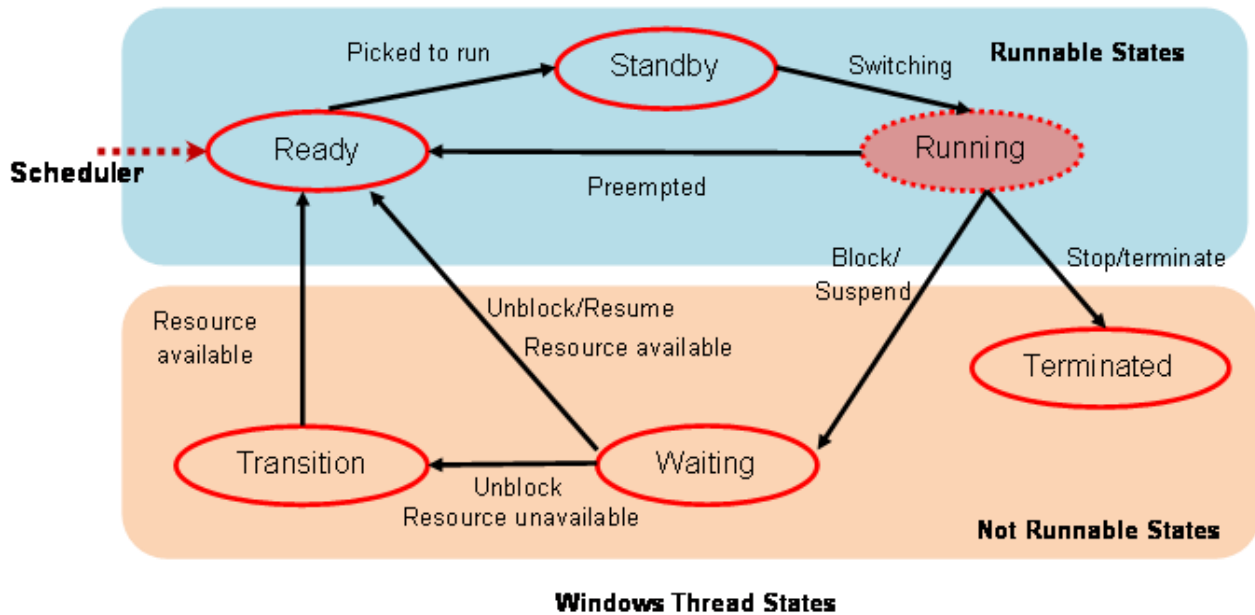 Runnable States
Picked to run
Standby
Switching
Scheduler
Ready
Running
Preempted
Block/
Suspend
Stop/terminate
Resource
available
Unblock/Resume
Resource available
Terminated
Transition
Waiting
Unblock
Resource unavailable
Not Runnable States
Windows Thread States